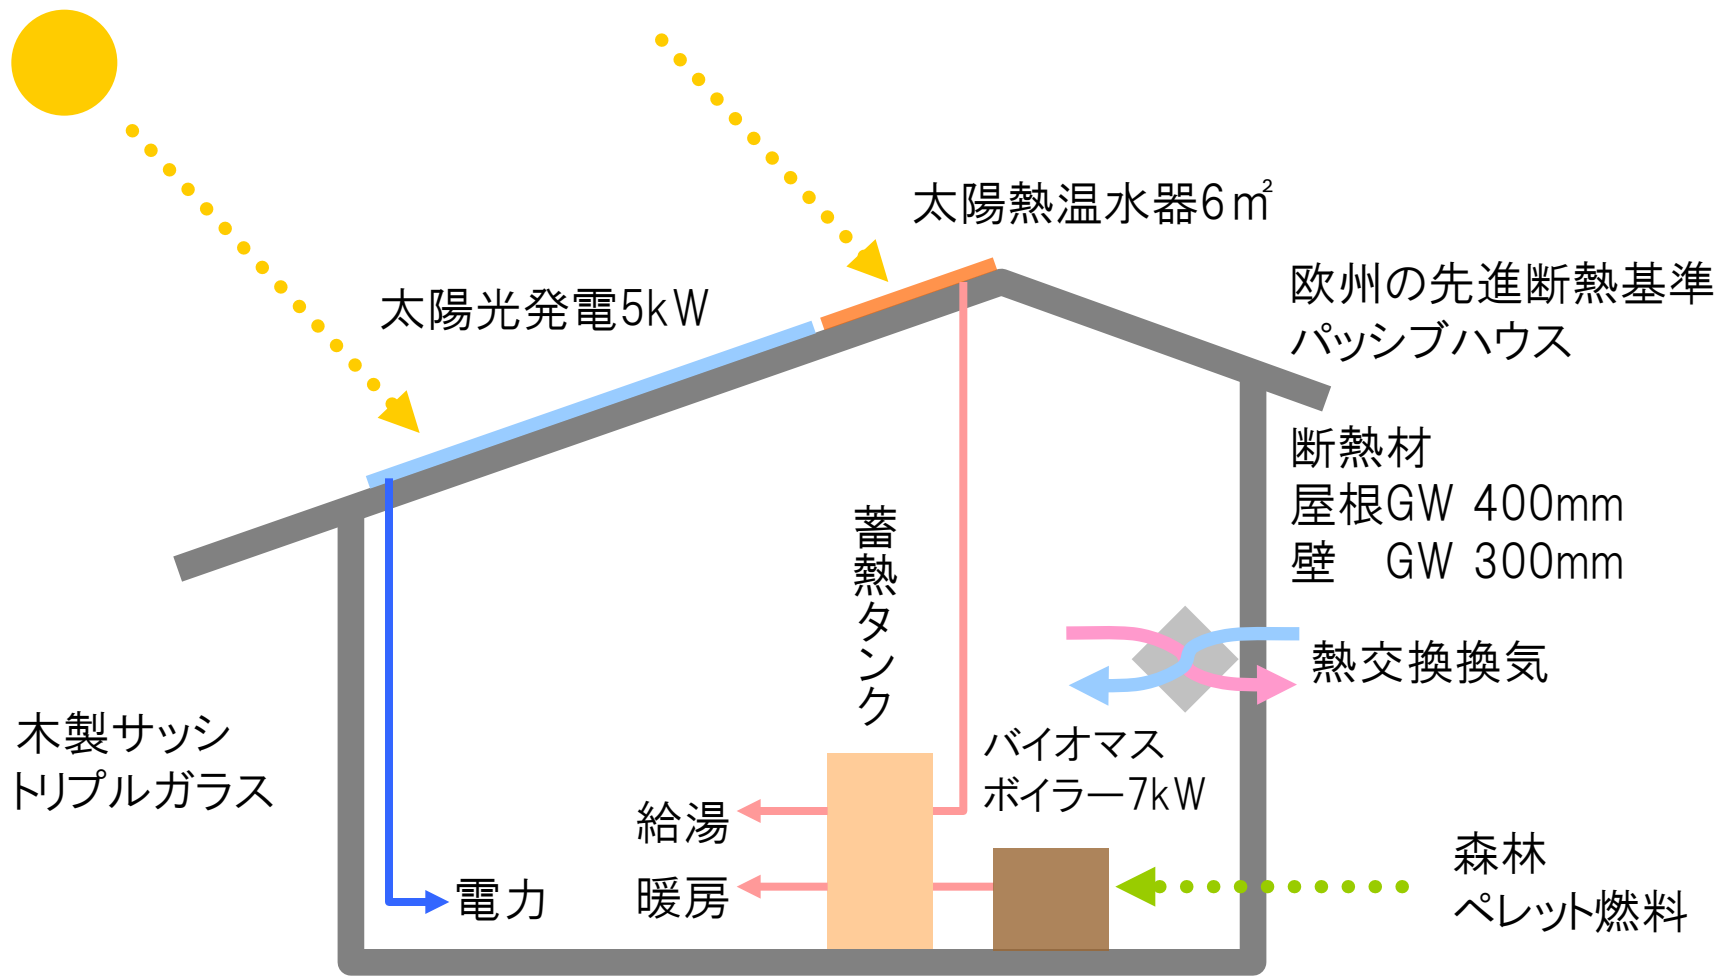 太陽熱温水器6㎡
太陽光発電5kW
欧州の先進断熱基準
パッシブハウス
断熱材
屋根GW 400mm
壁　GW 300mm
蓄熱タンク
熱交換換気
木製サッシ
トリプルガラス
バイオマス
ボイラー7kW
給湯
暖房
電力
森林
ペレット燃料